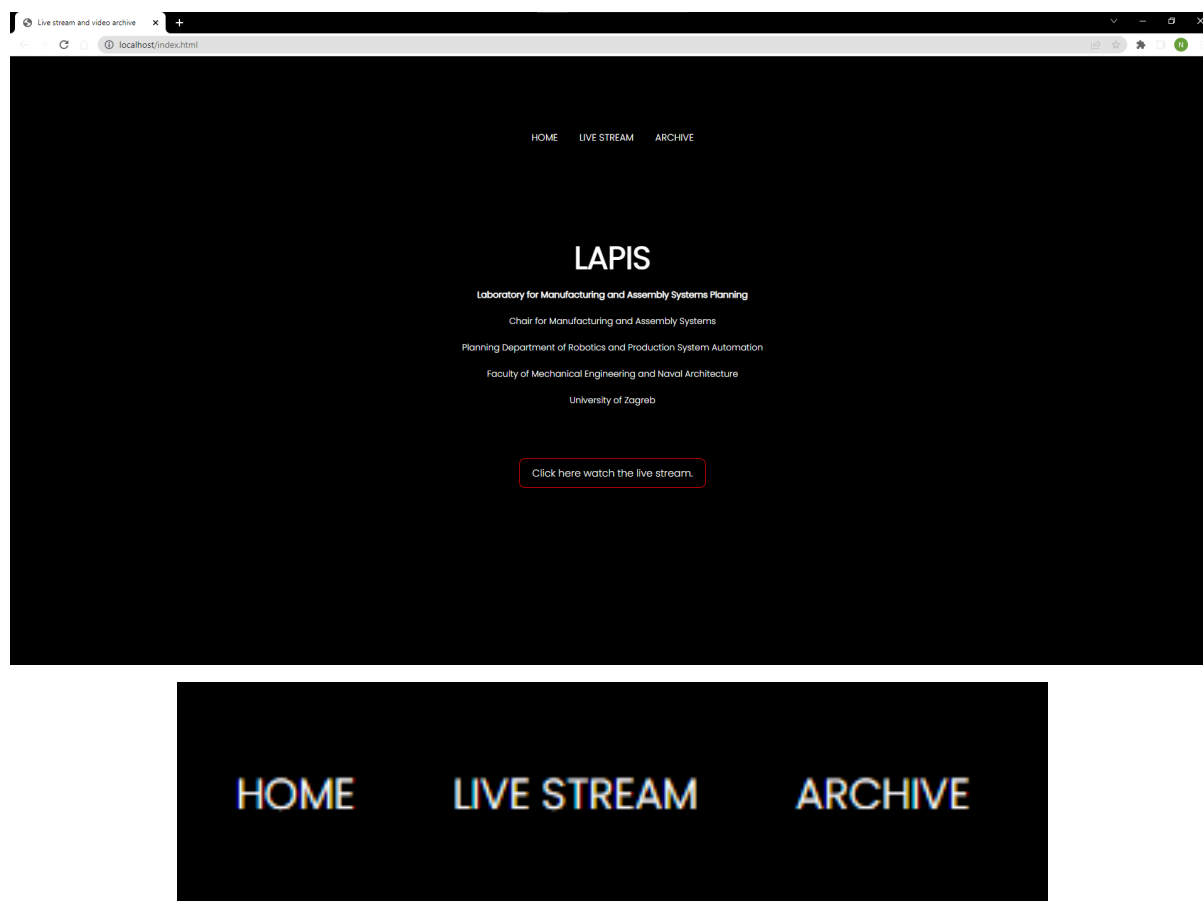 Live stream and video archive
localhost/index.html
N
HOME LIVE STREAM ARCHIVE
LAPIS
Laboratory for Manufacturing and Assembly Systems Planning
Chair for Manufacturing and Assembly Systems
Planning Department of Robotics and Production System Automation
Faculty of Mechanical Engineering and Naval Architecture
University of Zagreb
Click here watch the live stream.
HOME LIVE STREAM ARCHIVE